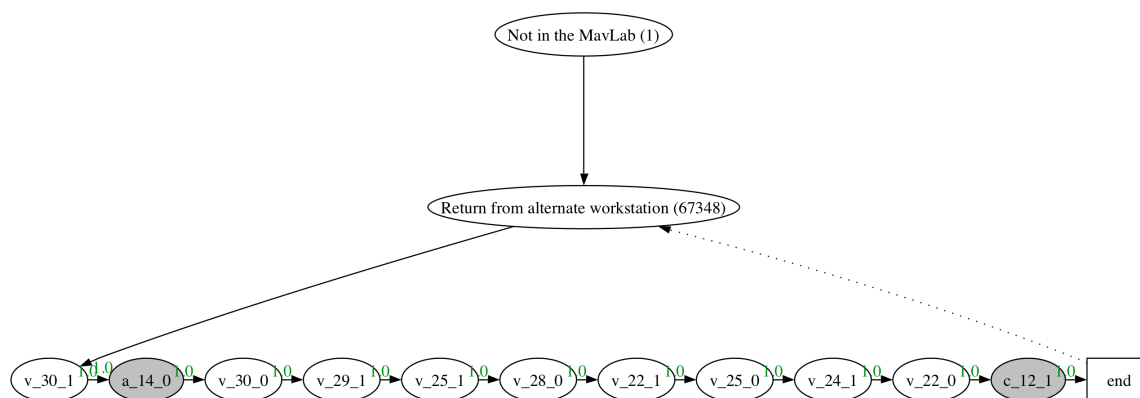 Not in the MavLab (1)
Return from alternate workstation (67348)
1.0
v_30_1 1.0 a_14_0 1.0 v_30_0 1.0 v_29_1 1.0 v_25_1 1.0 v_28_0 1.0 v_22_1 1.0 v_25_0 1.0 v_24_1 1.0 v_22_0 1.0 c_12_1 1.0 end